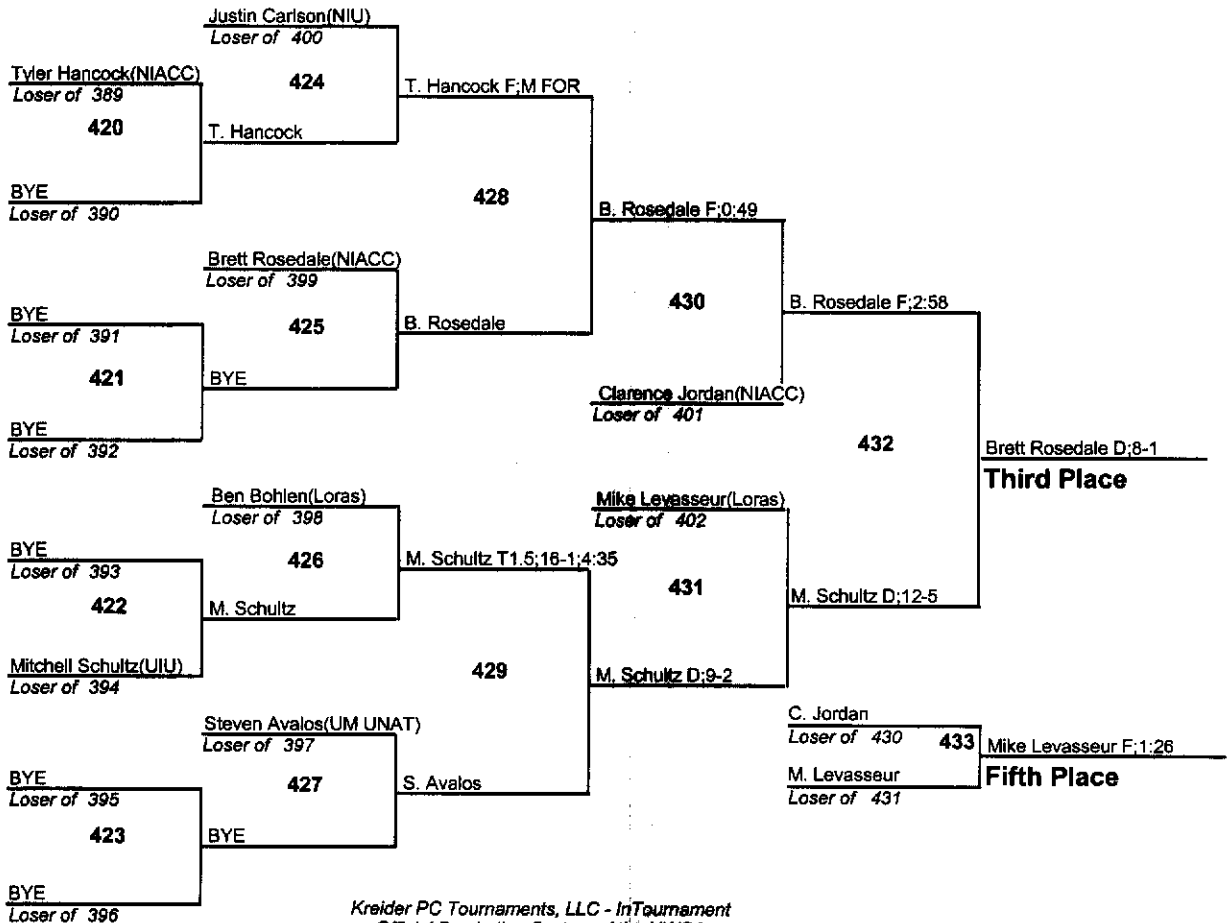 Justin Carlson(NIU)
Loser of 400
Tyler Hancock(NIACC)
Loser of 389
424
T. Hancock F;M FOR
420
T. Hancock
BYE
Loser of 390
428
B. Rosedale F;0:49
Brett Rosedale(NIACC)
Loser of 399
430
B. Rosedale F;2:58
BYE
Loser of 391
425
B. Rosedale
421
BYE
Clarence Jordan(NIACC)
Loser of 401
BYE
Loser of 392
432
Brett Rosedale D;8-1
Third Place
Ben Bohlen(Loras)
Loser of 398
Mike Levasseur(Loras)
Loser of 402
BYE
Loser of 393
426
M. Schultz T1.5;16-1;4:35
431
M. Schultz D;12-5
422
M. Schultz
Mitchell Schultz(UIU)
Loser of 394
429
M. Schultz D;9-2
Steven Avalos(UM UNAT)
Loser of 397
C. Jordan
Loser of 430
433
Mike Levasseur F;1:26
Fifth Place
BYE
Loser of 395
427
S. Avalos
M. Levasseur
Loser of 431
423
BYE
BYE
Loser of 396
Kreider PC Tournaments, LLC - InTournament